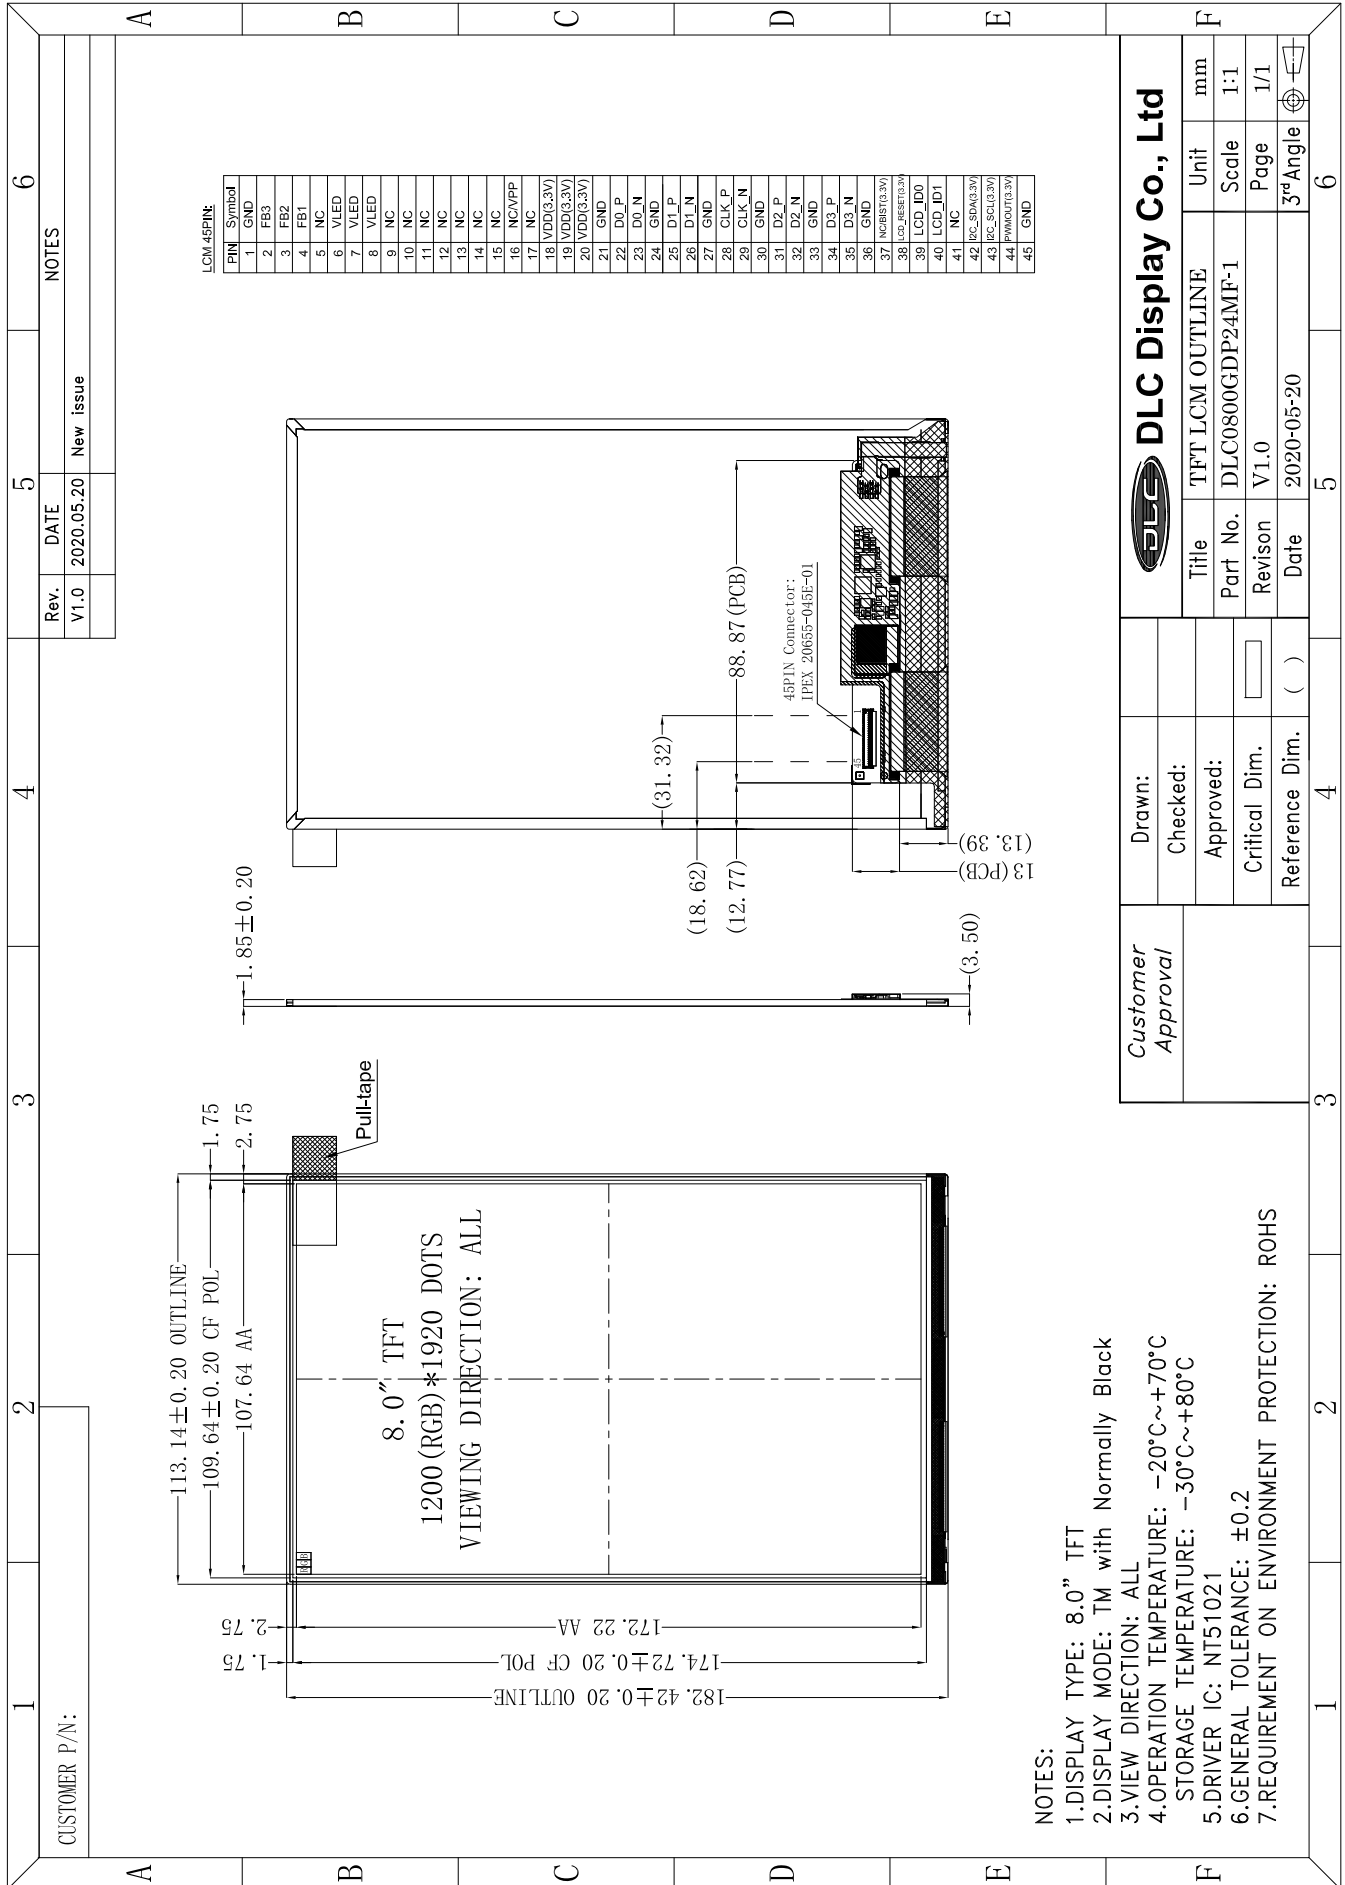 1 2 3 4 5 6
CUSTOMER P/N:
Rev. DATE NOTES
V1.0 2020.05.20 New issue
A A
B B
C C
D D
E E
F F
113.14±0.20 OUTLINE
109.64±0.20 CF POL
107.64 AA
1.75
2.75
Pull-tape
2.75
1.75
172.22 AA
174.72±0.20 CF POL
182.42±0.20 OUTLINE
RGB
8.0" TFT
1200(RGB)*1920 DOTS
VIEWING DIRECTION: ALL
1.85±0.20
(3.50)
(18.62)
(31.32)
(12.77)
88.87(PCB)
45PIN Connector:
IPEX 20655-045E-01
45
13(PCB)
(13.39)
LCM 45PIN:
PIN Symbol
1 GND
2 FB3
3 FB2
4 FB1
5 NC
6 VLED
7 VLED
8 VLED
9 NC
10 NC
11 NC
12 NC
13 NC
14 NC
15 NC
16 NC/VPP
17 NC
18 VDD(3.3V)
19 VDD(3.3V)
20 VDD(3.3V)
21 GND
22 D0_P
23 D0_N
24 GND
25 D1_P
26 D1_N
27 GND
28 CLK_P
29 CLK_N
30 GND
31 D2_P
32 D2_N
33 GND
34 D3_P
35 D3_N
36 GND
37 NC/BIST(3.3V)
38 LCD_RESET(3.3V)
39 LCD_ID0
40 LCD_ID1
41 NC
42 I2C_SDA(3.3V)
43 I2C_SCL(3.3V)
44 PWMOUT(3.3V)
45 GND
NOTES:
1.DISPLAY TYPE: 8.0" TFT
2.DISPLAY MODE: TM with Normally Black
3.VIEW DIRECTION: ALL
4.OPERATION TEMPERATURE: -20°C~+70°C
STORAGE TEMPERATURE: -30°C~+80°C
5.DRIVER IC: NT51021
6.GENERAL TOLERANCE: ±0.2
7.REQUIREMENT ON ENVIRONMENT PROTECTION: ROHS
Customer
Approval
Drawn:
Checked:
Approved:
Critical Dim.
Reference Dim. ( )
DLC DLC Display Co., Ltd
Title TFT LCM OUTLINE Unit mm
Part No. DLC0800GDP24MF-1 Scale 1:1
Revison V1.0 Page 1/1
Date 2020-05-20 3rd Angle
1 2 3 4 5 6